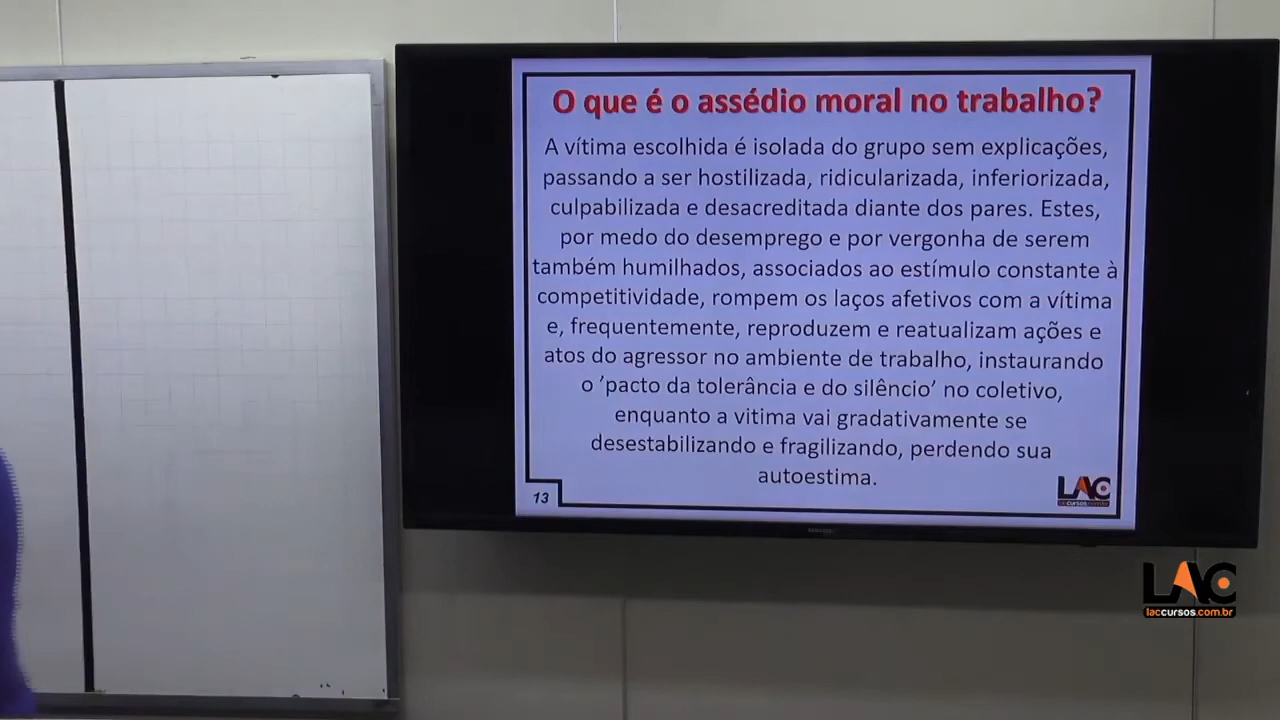 O que é o assédio moral no trabalho?
A vítima escolhida é isolada do grupo sem explicações,
passando a ser hostilizada, ridicularizada, inferiorizada,
culpabilizada e desacreditada diante dos pares. Estes,
por medo do desemprego e por vergonha de serem
também humilhados, associados ao estímulo constante à
competitividade, rompem os laços afetivos com a vítima
e, frequentemente, reproduzem e reatualizam ações e
atos do agressor no ambiente de trabalho, instaurando
o ’pacto da tolerância e do silêncio’ no coletivo,
enquanto a vitima vai gradativamente se
desestabilizando e fragilizando, perdendo sua
autoestima.
13
LAC
laccursos.com.br
LAC
laccursos.com.br